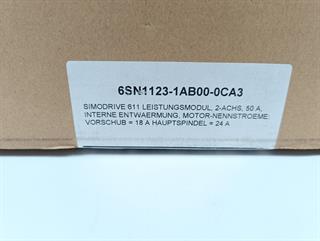 6SN1123-1AB00-0CA3
SIMODRIVE 611 LEISTUNGSMODUL, 2-ACHS, 50 A,
INTERNE ENTWAERMUNG, MOTOR-NENNSTROEME:
VORSCHUB = 18 A HAUPTSPINDEL = 24 A